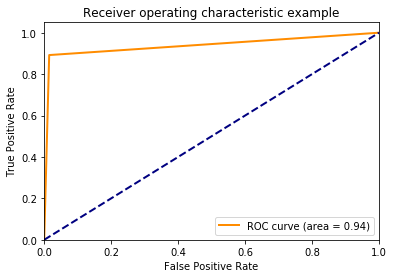 Receiver operating characteristic example
True Positive Rate
1.0
0.8
0.6
0.4
0.2
0.0
ROC curve (area = 0.94)
0.0 0.2 0.4 0.6 0.8 1.0
False Positive Rate